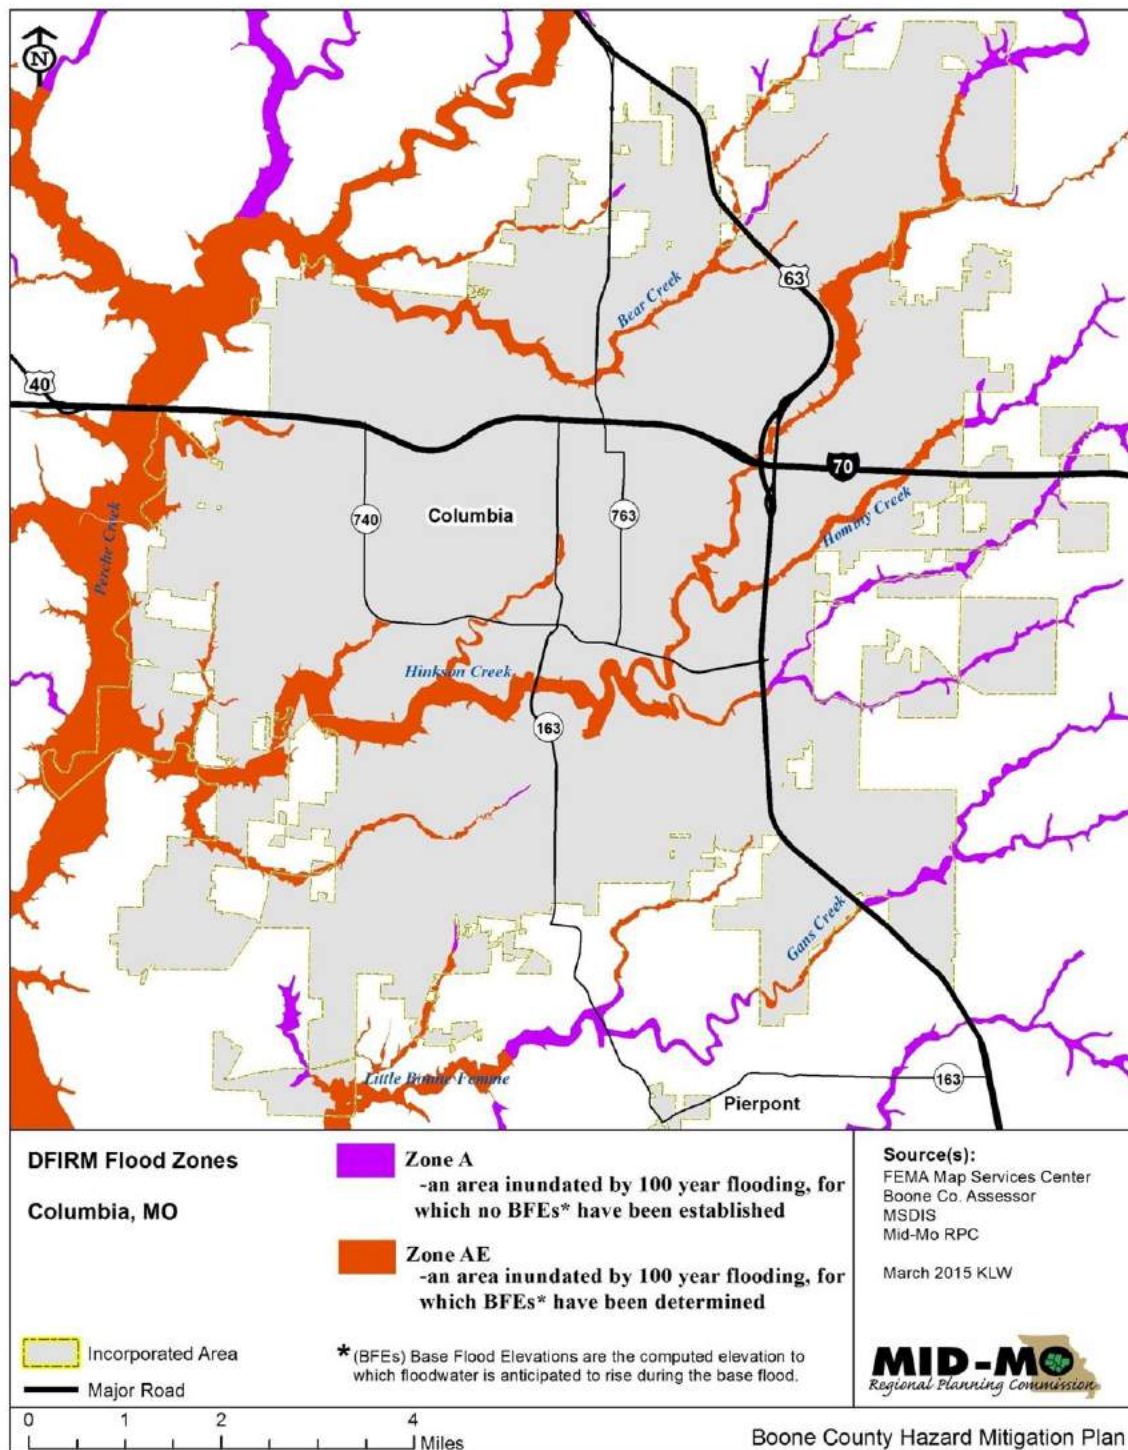 N
63
Bear Creek
40
70
740
Columbia
763
Hominy Creek
Perche Creek
Hinkson Creek
163
Gans Creek
Little Bonne Femme
163
Pierpont
DFIRM Flood Zones
Columbia, MO
Zone A
-an area inundated by 100 year flooding, for
which no BFEs* have been established
Zone AE
-an area inundated by 100 year flooding, for
which BFEs* have been determined
Incorporated Area
Major Road
* (BFEs) Base Flood Elevations are the computed elevation to
which floodwater is anticipated to rise during the base flood.
Source(s):
FEMA Map Services Center
Boone Co. Assessor
MSDIS
Mid-Mo RPC
March 2015 KLW
MID-MO
Regional Planning Commission
0 1 2 4
Miles
Boone County Hazard Mitigation Plan